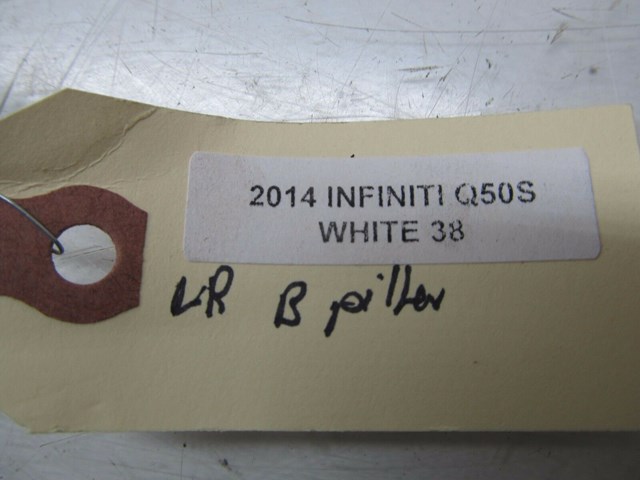 2014 INFINITI Q50S
WHITE 38
LR B piller